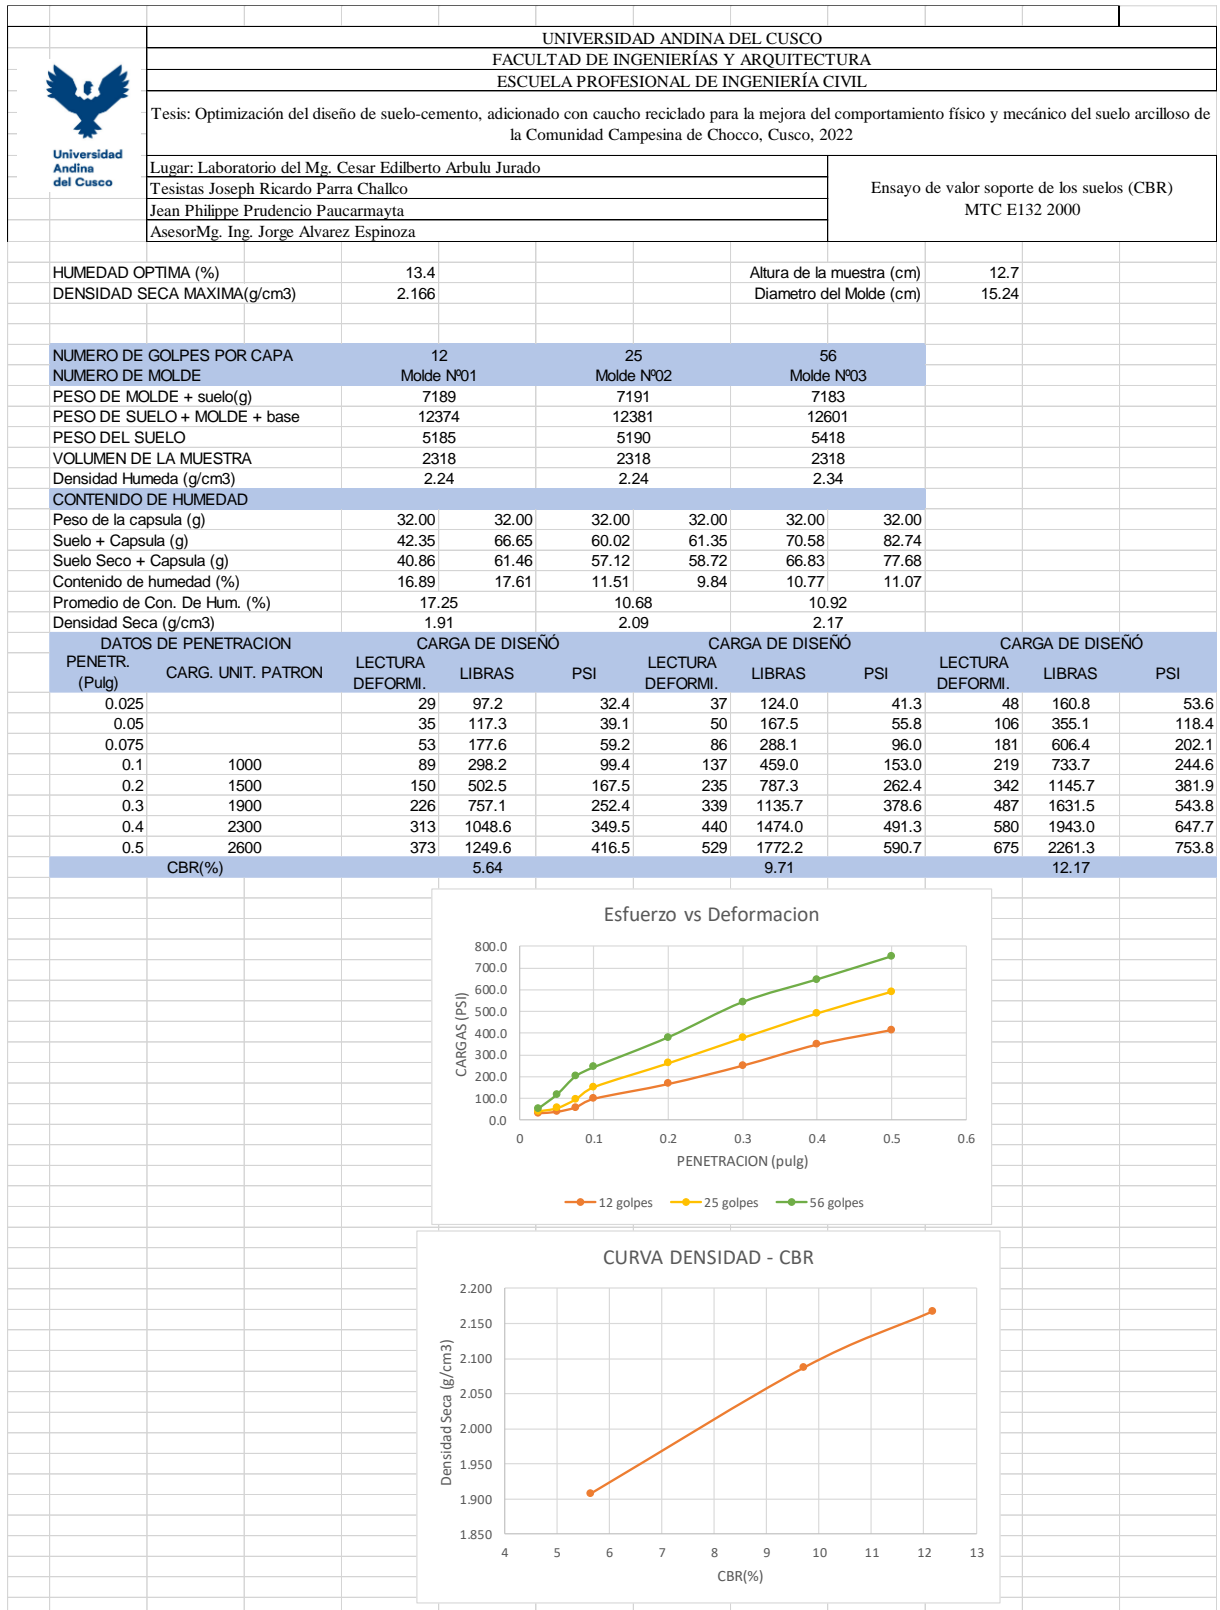 UNIVERSIDAD ANDINA DEL CUSCO
FACULTAD DE INGENIERÍAS Y ARQUITECTURA
ESCUELA PROFESIONAL DE INGENIERÍA CIVIL
Tesis: Optimización del diseño de suelo-cemento, adicionado con caucho reciclado para la mejora del comportamiento físico y mecánico del suelo arcilloso de
la Comunidad Campesina de Chocco, Cusco, 2022
Universidad
Andina
del Cusco
Lugar: Laboratorio del Mg. Cesar Edilberto Arbulu Jurado
Tesistas Joseph Ricardo Parra Challco
Jean Philippe Prudencio Paucarmayta
AsesorMg. Ing. Jorge Alvarez Espinoza
Ensayo de valor soporte de los suelos (CBR)
MTC E132 2000
HUMEDAD OPTIMA (%) 13.4 Altura de la muestra (cm) 12.7
DENSIDAD SECA MAXIMA(g/cm3) 2.166 Diametro del Molde (cm) 15.24
NUMERO DE GOLPES POR CAPA 12 25 56
NUMERO DE MOLDE Molde Nº01 Molde Nº02 Molde Nº03
PESO DE MOLDE + suelo(g) 7189 7191 7183
PESO DE SUELO + MOLDE + base 12374 12381 12601
PESO DEL SUELO 5185 5190 5418
VOLUMEN DE LA MUESTRA 2318 2318 2318
Densidad Humeda (g/cm3) 2.24 2.24 2.34
CONTENIDO DE HUMEDAD
Peso de la capsula (g) 32.00 32.00 32.00 32.00 32.00 32.00
Suelo + Capsula (g) 42.35 66.65 60.02 61.35 70.58 82.74
Suelo Seco + Capsula (g) 40.86 61.46 57.12 58.72 66.83 77.68
Contenido de humedad (%) 16.89 17.61 11.51 9.84 10.77 11.07
Promedio de Con. De Hum. (%) 17.25 10.68 10.92
Densidad Seca (g/cm3) 1.91 2.09 2.17
DATOS DE PENETRACION CARGA DE DISEÑÓ CARGA DE DISEÑÓ CARGA DE DISEÑÓ
PENETR. (Pulg) CARG. UNIT. PATRON LECTURA DEFORMI. LIBRAS PSI LECTURA DEFORMI. LIBRAS PSI LECTURA DEFORMI. LIBRAS PSI
0.025 29 97.2 32.4 37 124.0 41.3 48 160.8 53.6
0.05 35 117.3 39.1 50 167.5 55.8 106 355.1 118.4
0.075 53 177.6 59.2 86 288.1 96.0 181 606.4 202.1
0.1 1000 89 298.2 99.4 137 459.0 153.0 219 733.7 244.6
0.2 1500 150 502.5 167.5 235 787.3 262.4 342 1145.7 381.9
0.3 1900 226 757.1 252.4 339 1135.7 378.6 487 1631.5 543.8
0.4 2300 313 1048.6 349.5 440 1474.0 491.3 580 1943.0 647.7
0.5 2600 373 1249.6 416.5 529 1772.2 590.7 675 2261.3 753.8
CBR(%) 5.64 9.71 12.17
Esfuerzo vs Deformacion
CARGAS (PSI)
800.0
700.0
600.0
500.0
400.0
300.0
200.0
100.0
0.0
0 0.1 0.2 0.3 0.4 0.5 0.6
PENETRACION (pulg)
12 golpes 25 golpes 56 golpes
CURVA DENSIDAD - CBR
Densidad Seca (g/cm3)
2.200
2.150
2.100
2.050
2.000
1.950
1.900
1.850
4 5 6 7 8 9 10 11 12 13
CBR(%)